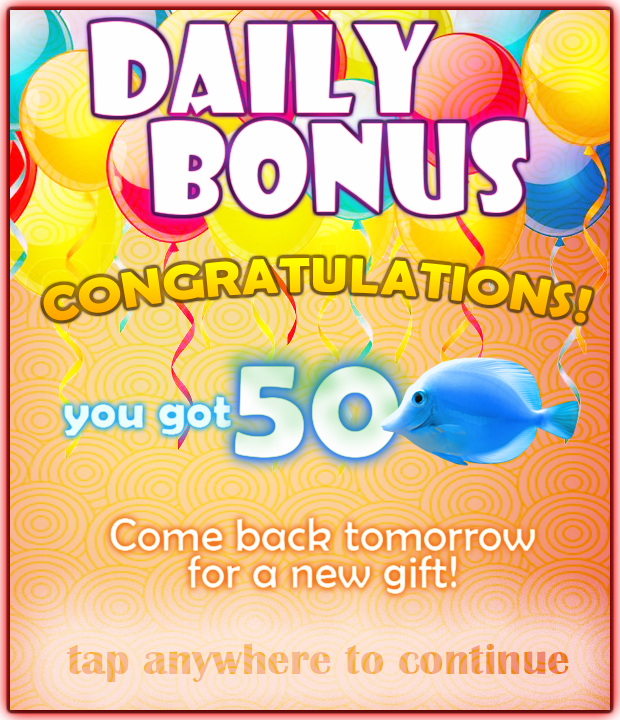 DAILY
BONUS
CONGRATULATIONS!
you got 50
Come back tomorrow
for a new gift!
tap anywhere to continue